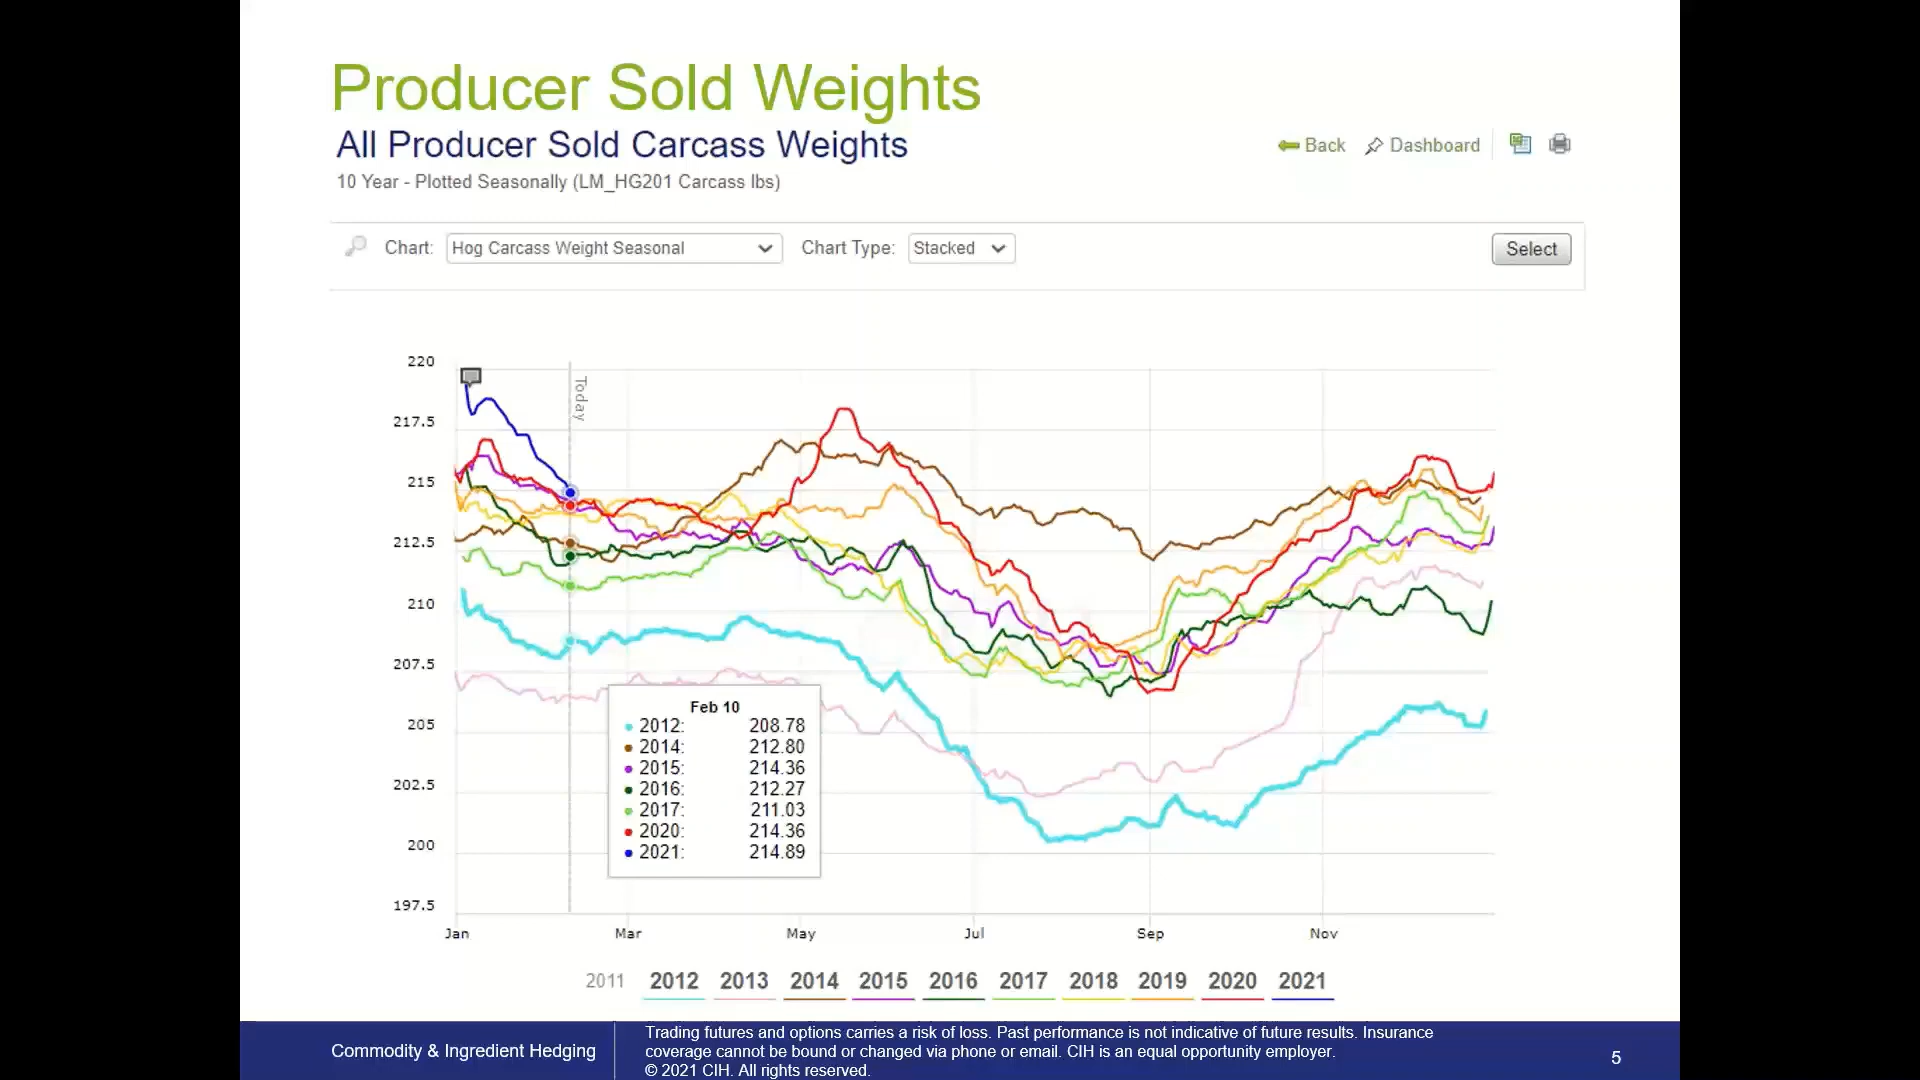 Producer Sold Weights
All Producer Sold Carcass Weights
Back Dashboard
10 Year - Plotted Seasonally (LM_HG201 Carcass lbs)
Chart: Hog Carcass Weight Seasonal Chart Type: Stacked Select
220
217.5
215
212.5
210
207.5
205
202.5
200
197.5
Today
Feb 10
2012: 208.78
2014: 212.80
2015: 214.36
2016: 212.27
2017: 211.03
2020: 214.36
2021: 214.89
Jan Mar May Jul Sep Nov
2011 2012 2013 2014 2015 2016 2017 2018 2019 2020 2021
Commodity & Ingredient Hedging
Trading futures and options carries a risk of loss. Past performance is not indicative of future results. Insurance
coverage cannot be bound or changed via phone or email. CIH is an equal opportunity employer.
© 2021 CIH. All rights reserved.
5